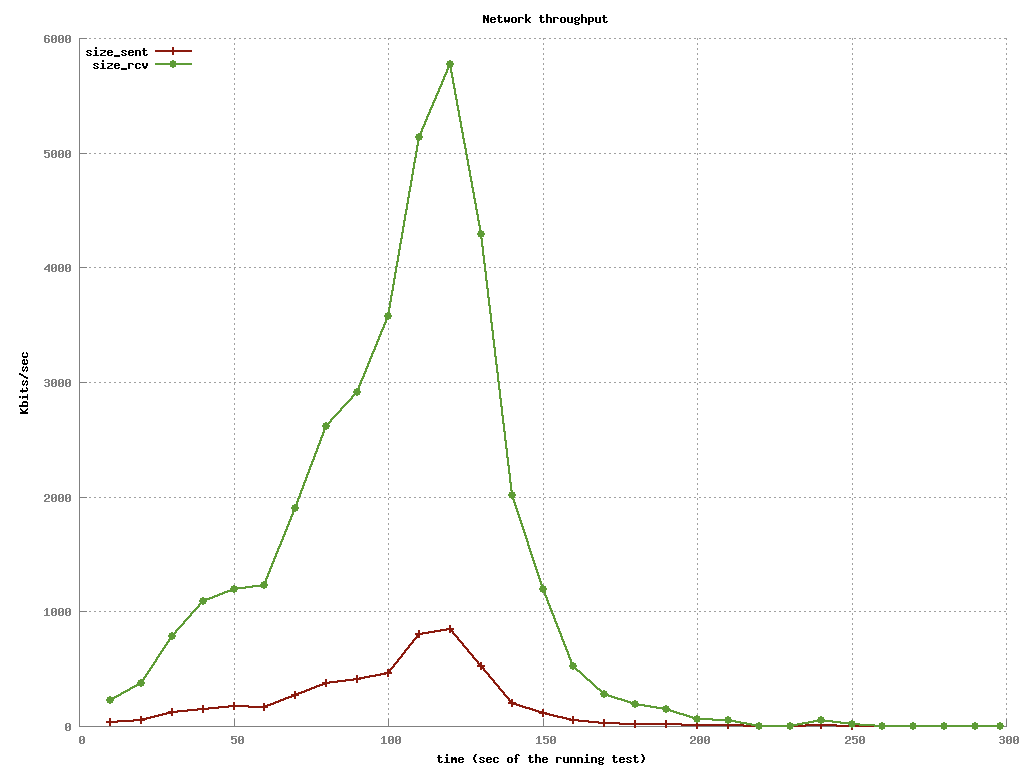 Network throughput
size_sent
size_rcv
6000
5000
4000
3000
2000
1000
0
Kbits/sec
0 50 100 150 200 250 300
time (sec of the running test)